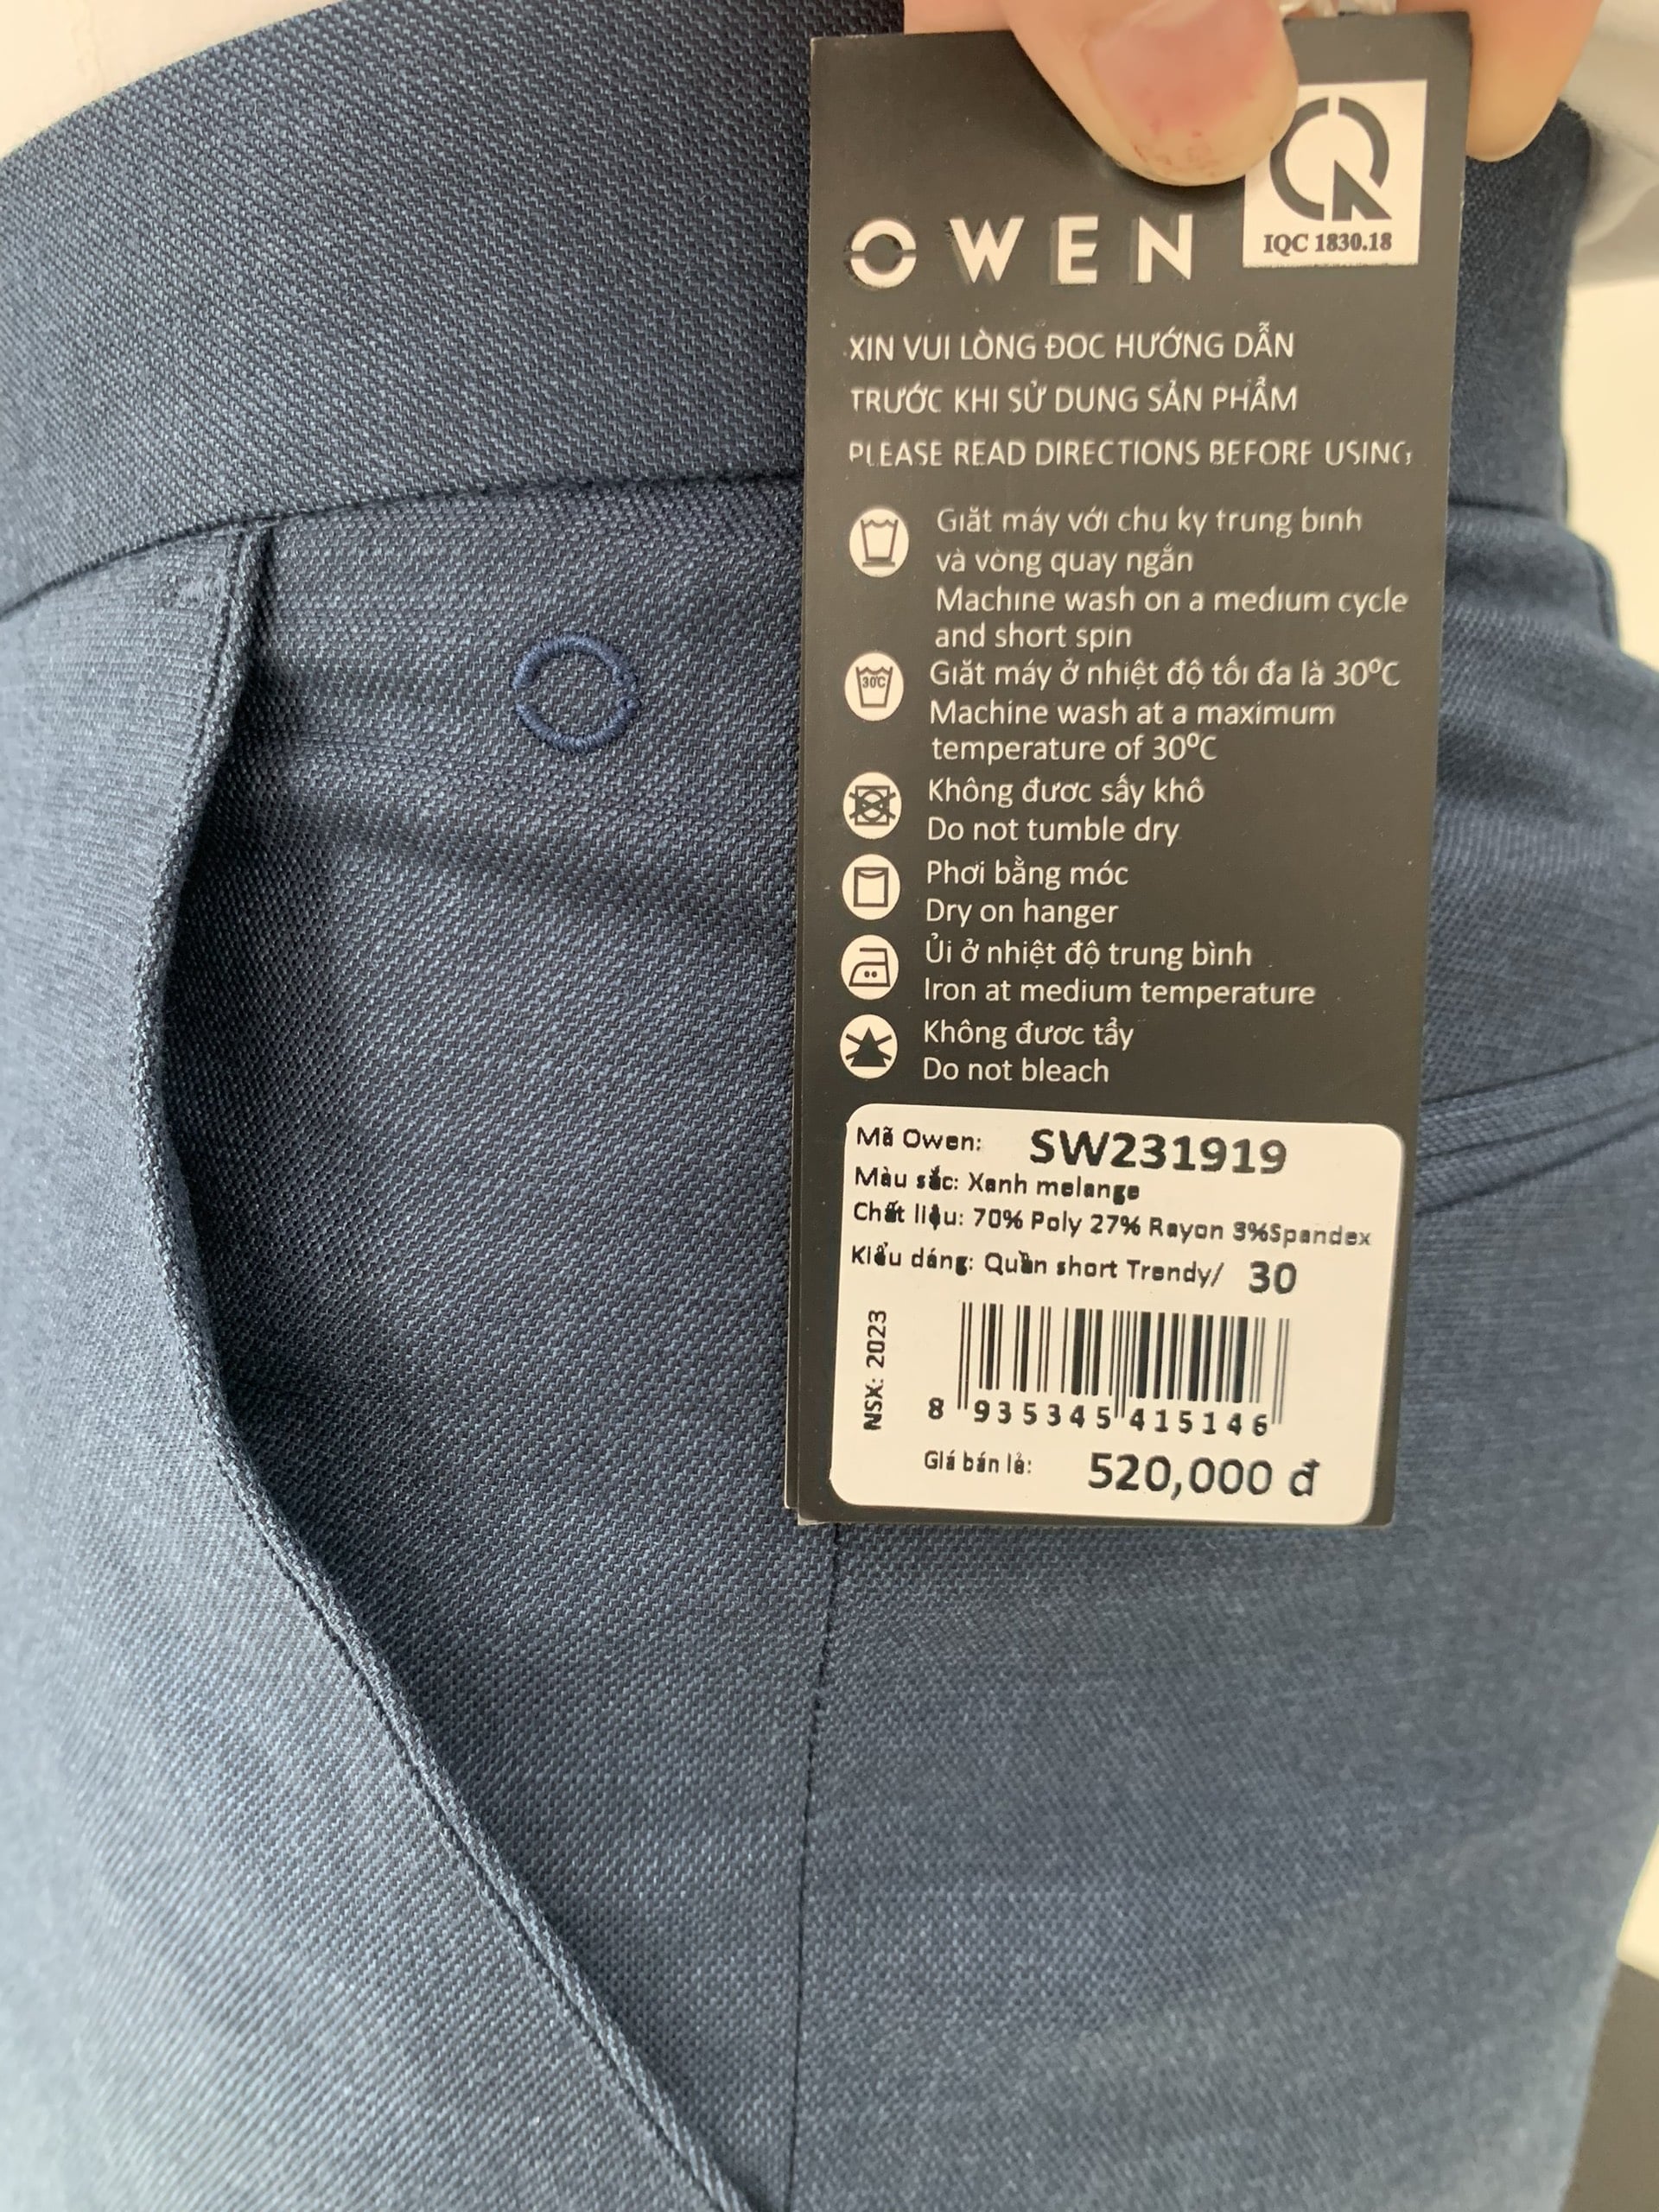 OWEN
IQC 1830.18
XIN VUI LÒNG ĐỌC HƯỚNG DẪN
TRƯỚC KHI SỬ DỤNG SẢN PHẨM
PLEASE READ DIRECTIONS BEFORE USING
Giặt máy với chu kỳ trung bình
và vòng quay ngắn
Machine wash on a medium cycle
and short spin
30°C
Giặt máy ở nhiệt độ tối đa là 30⁰C
Machine wash at a maximum
temperature of 30⁰C
Không được sấy khô
Do not tumble dry
Phơi bằng móc
Dry on hanger
Ủi ở nhiệt độ trung bình
Iron at medium temperature
Không được tẩy
Do not bleach
Mã Owen: SW231919
Màu sắc: Xanh melange
Chất liệu: 70% Poly 27% Rayon 3%Spandex
Kiểu dáng: Quần short Trendy/ 30
NSX: 2023
8 935345 415146
Giá bán lẻ: 520,000 đ